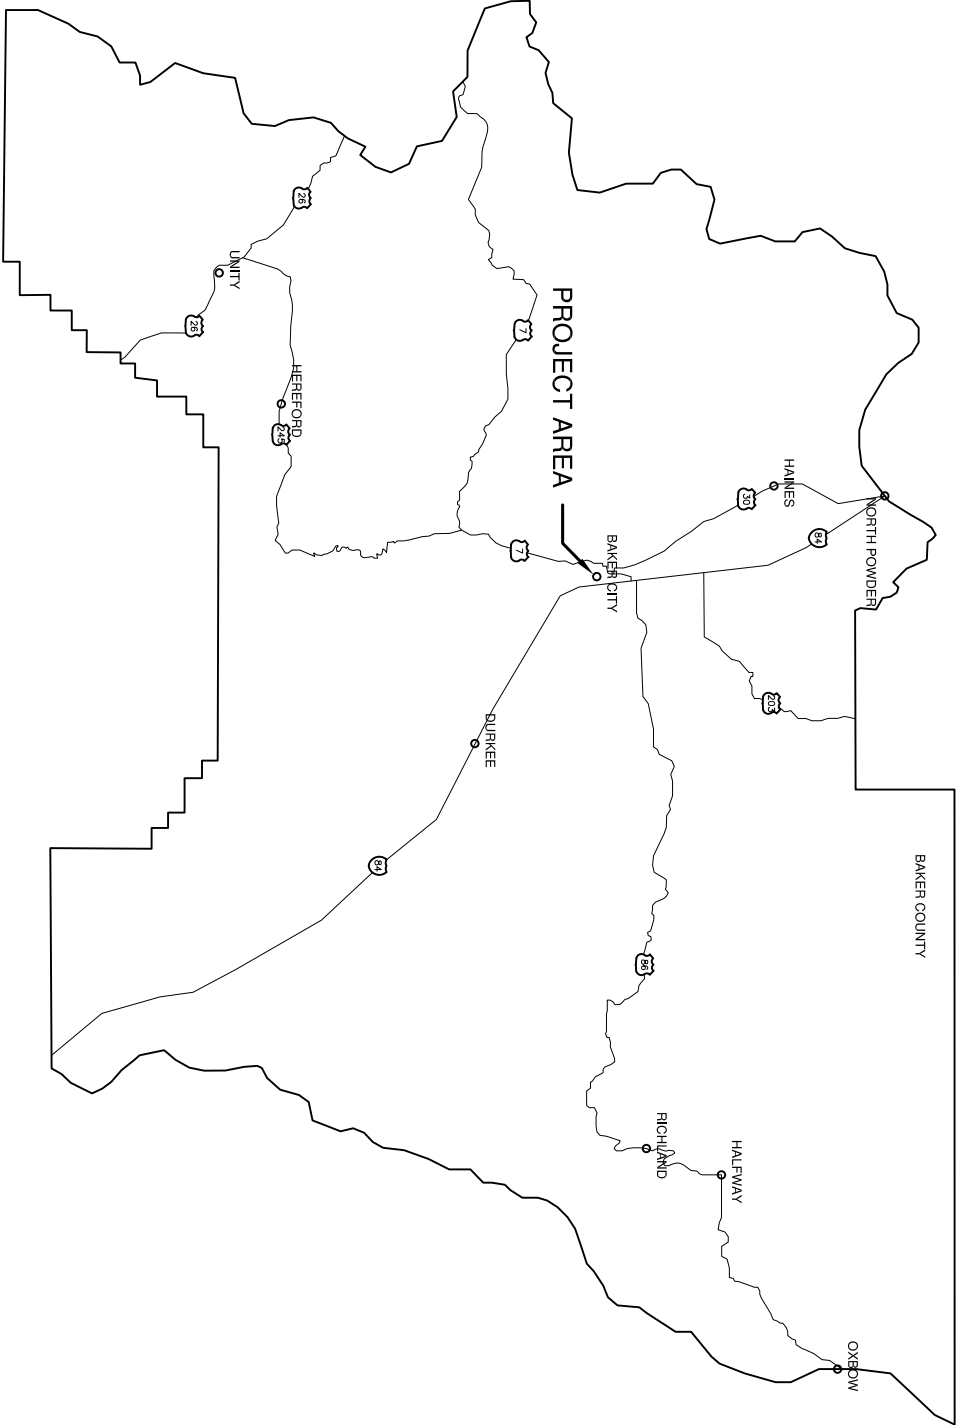 BAKER COUNTY
NORTH POWDER
84
203
HAINES
30
OXBOW
HALFWAY
RICHLAND
86
BAKER CITY
PROJECT AREA
7
7
DURKEE
84
HEREFORD
245
26
UNITY
26